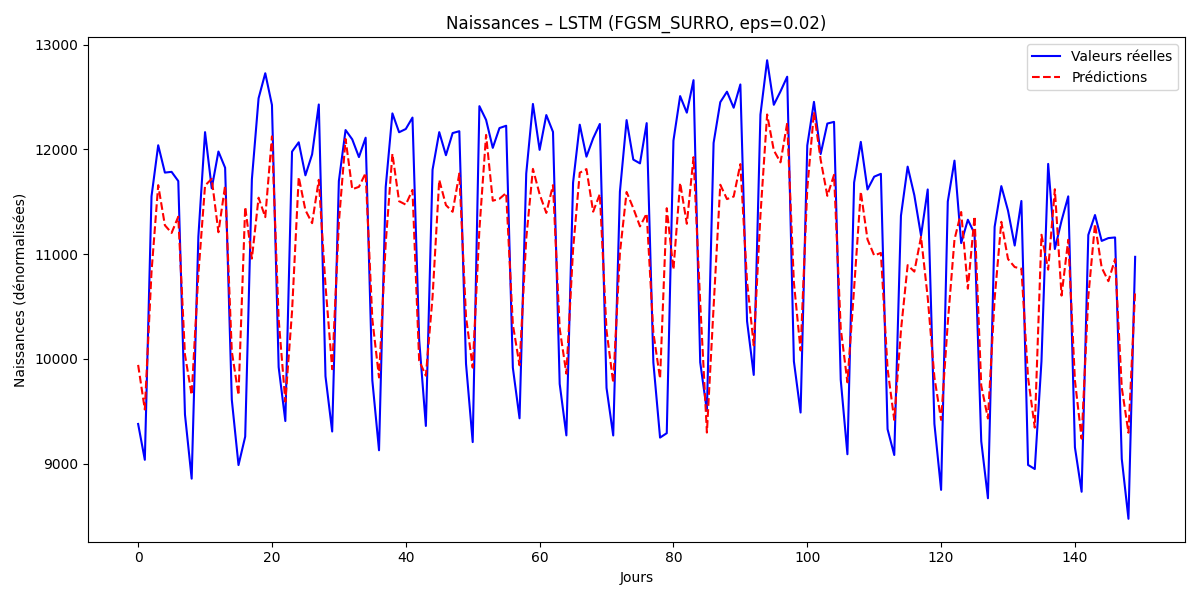 Naissances – LSTM (FGSM_SURRO, eps=0.02)
Valeurs réelles
Prédictions
Naissances (dénormalisées)
13000
12000
11000
10000
9000
0 20 40 60 80 100 120 140
Jours